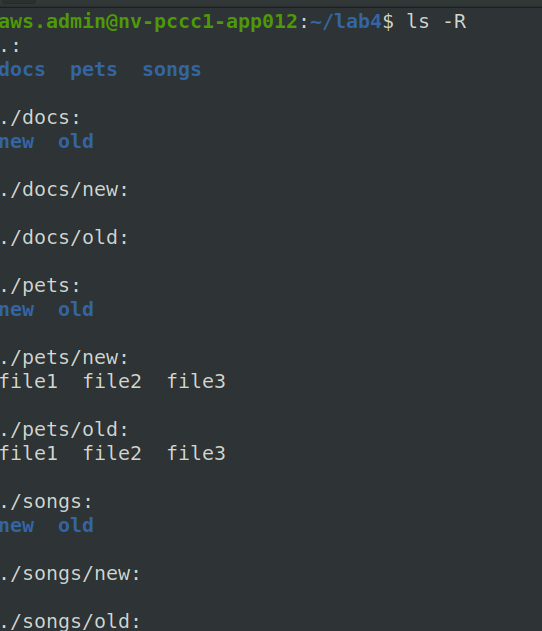 aws.admin@nv-pccc1-app012:~/lab4$ ls -R
.:
docs  pets  songs
./docs:
new  old
./docs/new:
./docs/old:
./pets:
new  old
./pets/new:
file1  file2  file3
./pets/old:
file1  file2  file3
./songs:
new  old
./songs/new:
./songs/old: